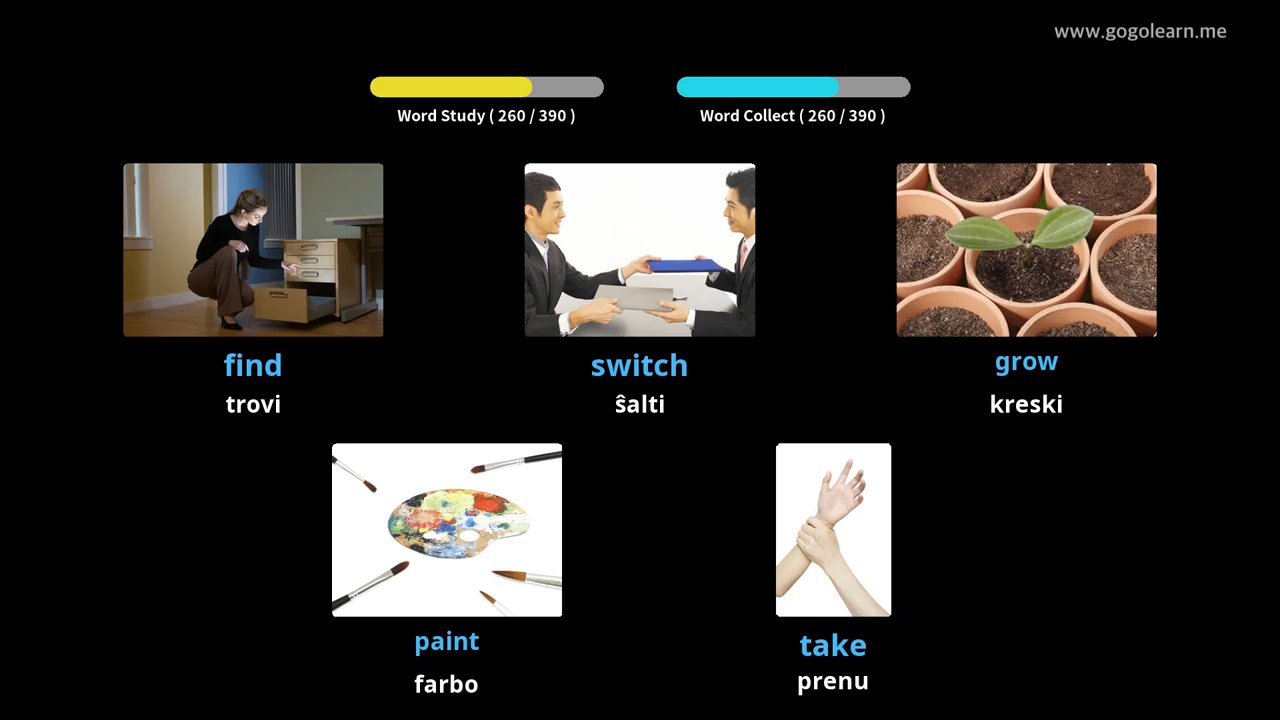 www.gogolearn.me
Word Study ( 260 / 390 )
Word Collect ( 260 / 390 )
find
switch
grow
trovi
ŝalti
kreski
paint
take
farbo
prenu